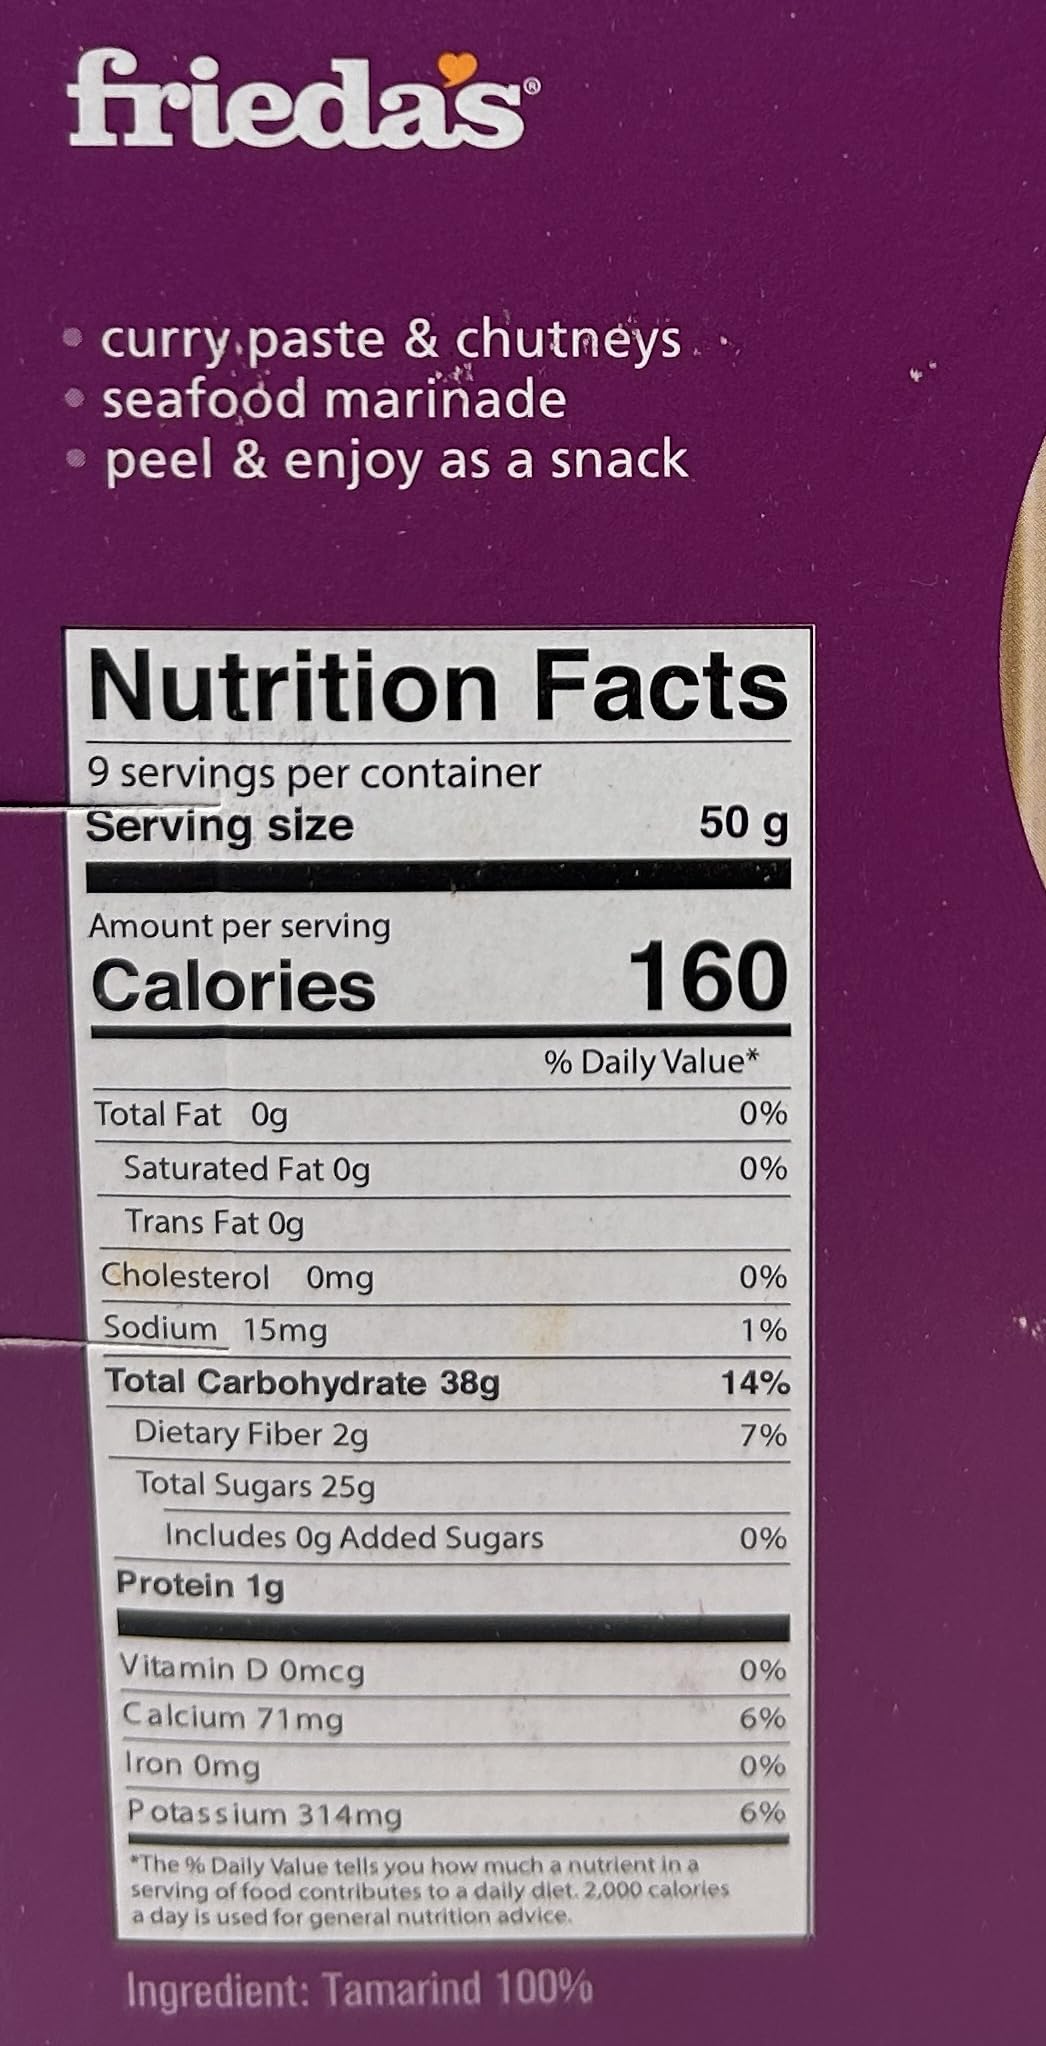 frieda's®
• curry paste & chutneys
• seafood marinade
• peel & enjoy as a snack
Nutrition Facts
9 servings per container
Serving size 50 g
Amount per serving
Calories 160
% Daily Value*
Total Fat 0g 0%
Saturated Fat 0g 0%
Trans Fat 0g
Cholesterol 0mg 0%
Sodium 15mg 1%
Total Carbohydrate 38g 14%
Dietary Fiber 2g 7%
Total Sugars 25g
Includes 0g Added Sugars 0%
Protein 1g
Vitamin D 0mcg 0%
Calcium 71mg 6%
Iron 0mg 0%
Potassium 314mg 6%
*The % Daily Value tells you how much a nutrient in a
serving of food contributes to a daily diet. 2,000 calories
a day is used for general nutrition advice.
Ingredient: Tamarind 100%